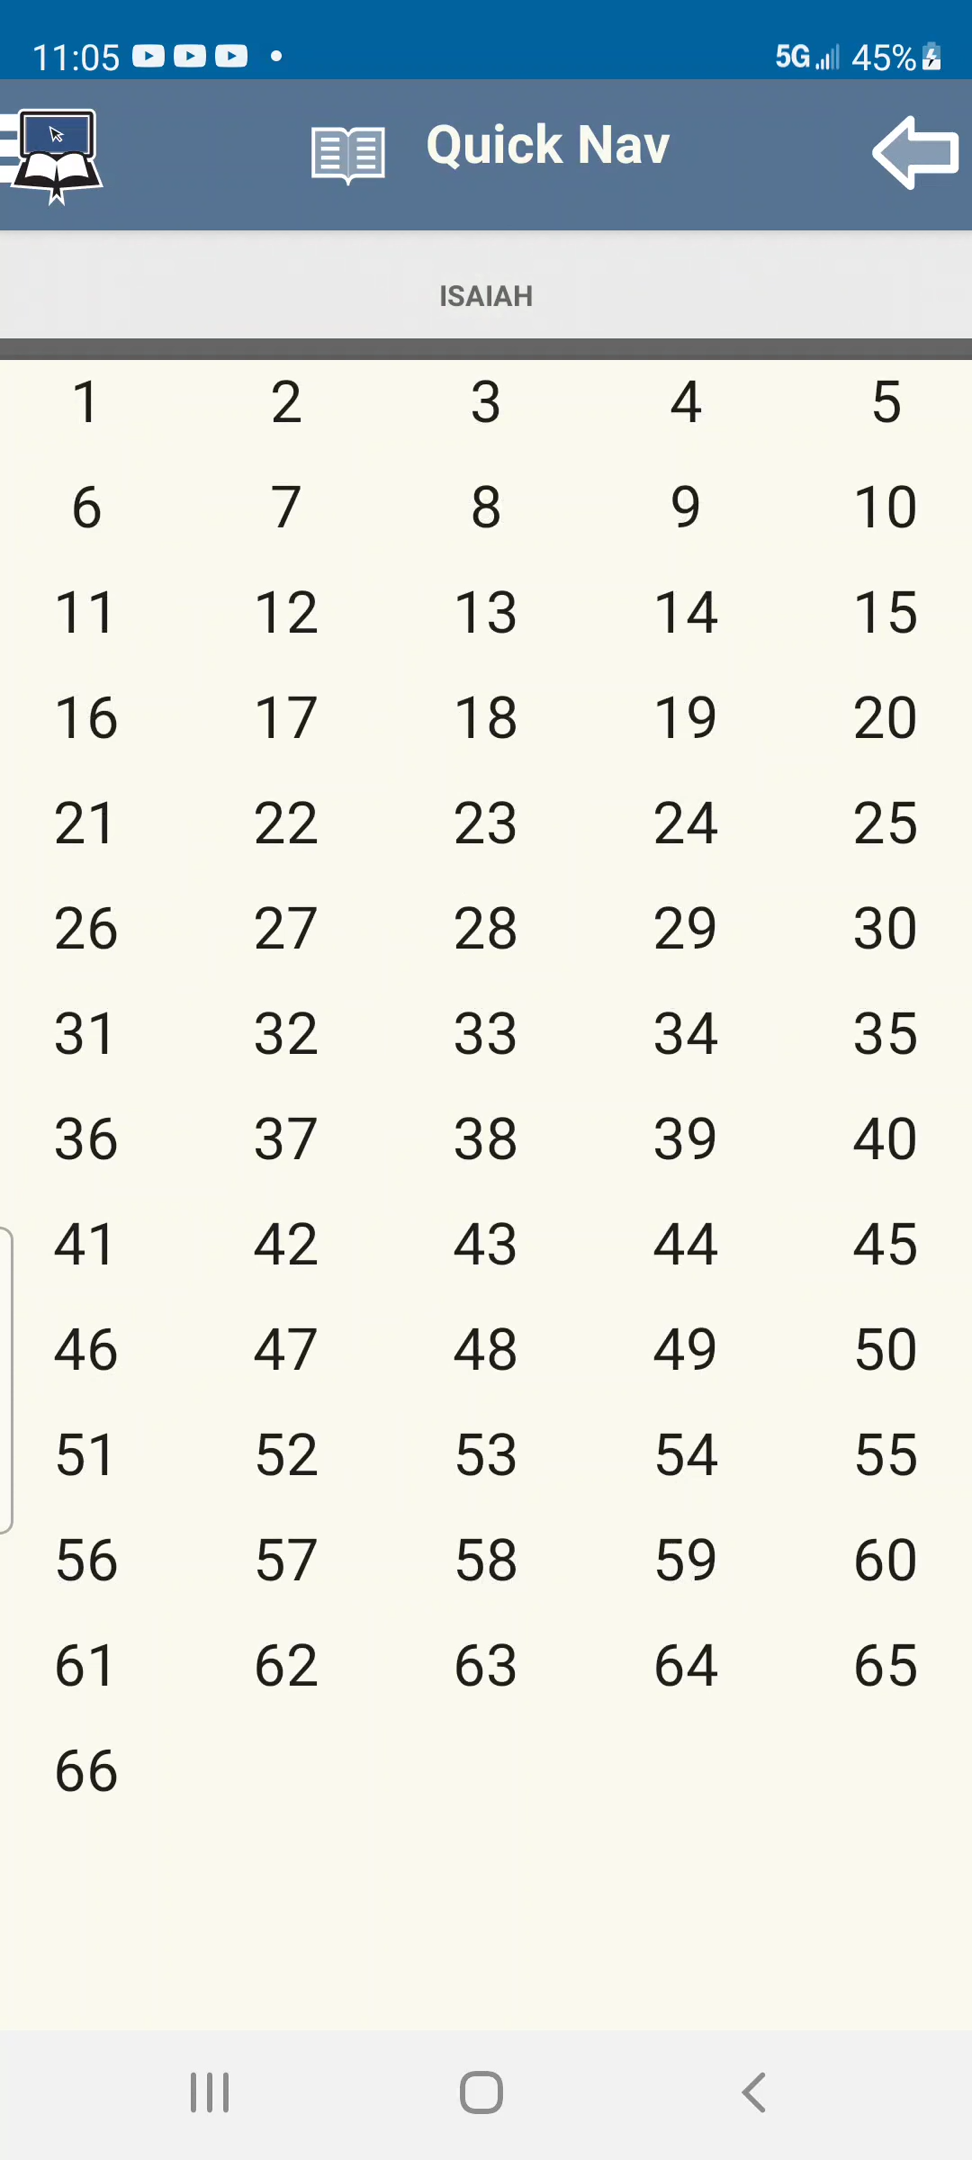 11:05 5G 45%
Quick Nav
ISAIAH
1 2 3 4 5
6 7 8 9 10
11 12 13 14 15
16 17 18 19 20
21 22 23 24 25
26 27 28 29 30
31 32 33 34 35
36 37 38 39 40
41 42 43 44 45
46 47 48 49 50
51 52 53 54 55
56 57 58 59 60
61 62 63 64 65
66